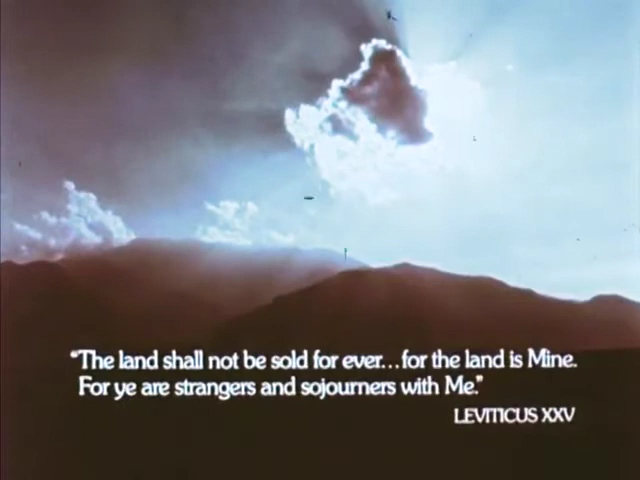 “The land shall not be sold for ever...for the land is Mine.
For ye are strangers and sojourners with Me.”
LEVITICUS XXV